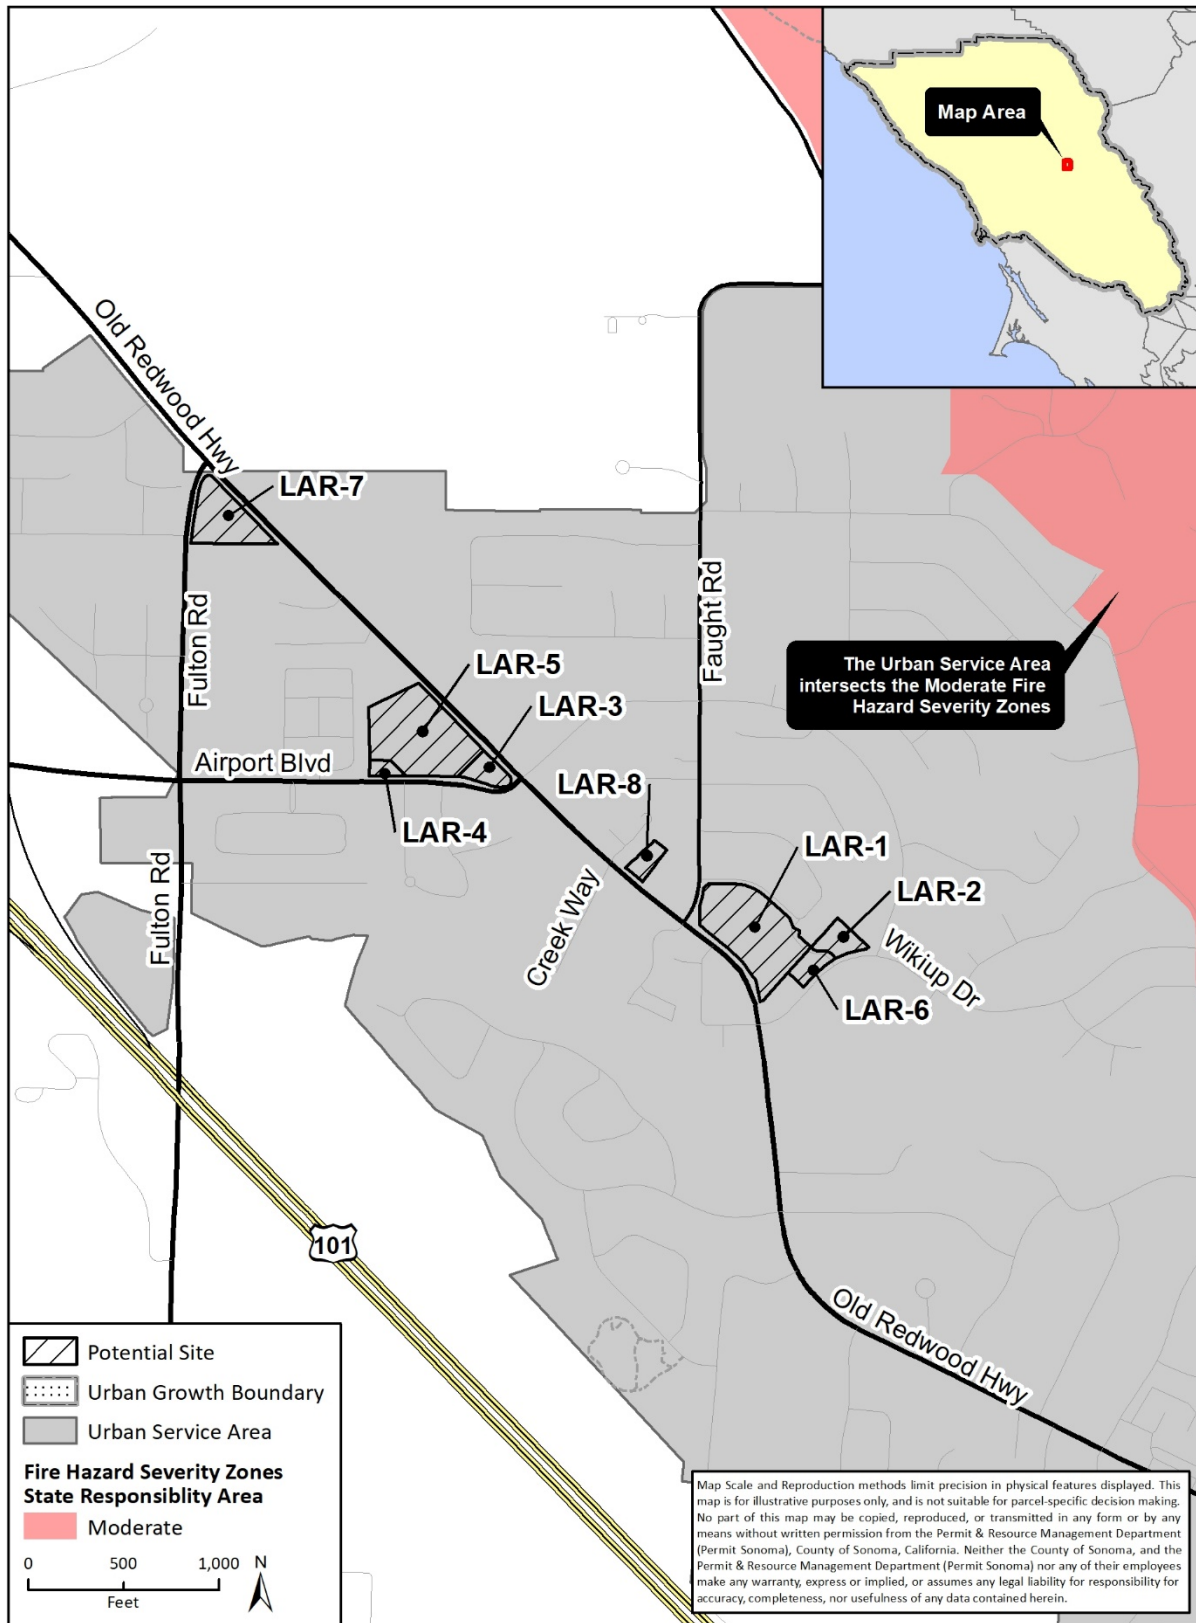 Map Area
Old Redwood Hwy
LAR-7
Fulton Rd
Faught Rd
The Urban Service Area
intersects the Moderate Fire
Hazard Severity Zones
LAR-5
LAR-3
Airport Blvd
LAR-8
LAR-4
LAR-1
LAR-2
Fulton Rd
Creek Way
Wikiup Dr
LAR-6
101
Old Redwood Hwy
Potential Site
Urban Growth Boundary
Urban Service Area
Fire Hazard Severity Zones
State Responsiblity Area
Moderate
0 500 1,000 N
Feet
Map Scale and Reproduction methods limit precision in physical features displayed. This
map is for illustrative purposes only, and is not suitable for parcel-specific decision making.
No part of this map may be copied, reproduced, or transmitted in any form or by any
means without written permission from the Permit & Resource Management Department
(Permit Sonoma), County of Sonoma, California. Neither the County of Sonoma, and the
Permit & Resource Management Department (Permit Sonoma) nor any of their employees
make any warranty, express or implied, or assumes any legal liability for responsibility for
accuracy, completeness, nor usefulness of any data contained herein.